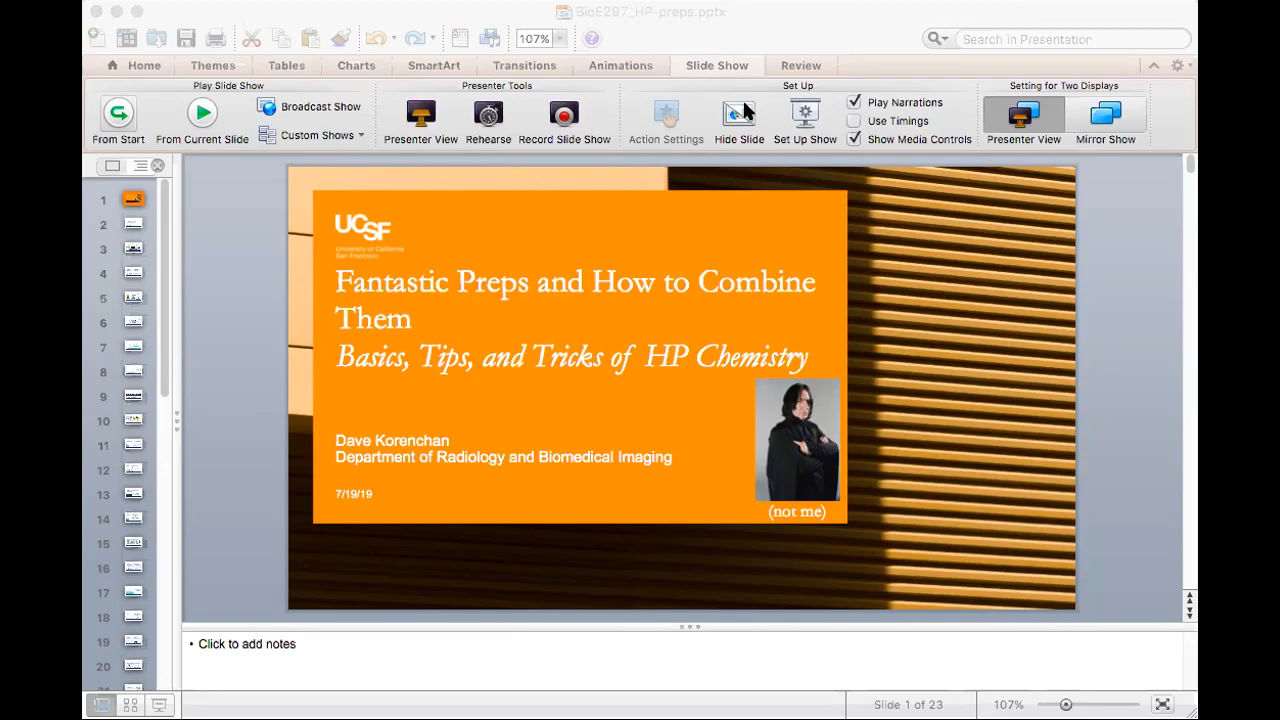 BioE297_HP-preps.pptx
107%
Search in Presentation
Home
Themes
Tables
Charts
SmartArt
Transitions
Animations
Slide Show
Review
Play Slide Show
Presenter Tools
Set Up
Setting for Two Displays
From Start
From Current Slide
Broadcast Show
Custom Shows
Presenter View
Rehearse
Record Slide Show
Action Settings
Hide Slide
Set Up Show
Play Narrations
Use Timings
Show Media Controls
Presenter View
Mirror Show
1
2
3
4
5
6
7
8
9
10
11
12
13
14
15
16
17
18
19
20
UCSF
University of California
San Francisco
Fantastic Preps and How to Combine
Them
Basics, Tips, and Tricks of HP Chemistry
Dave Korenchan
Department of Radiology and Biomedical Imaging
7/19/19
(not me)
• Click to add notes
Slide 1 of 23
107%